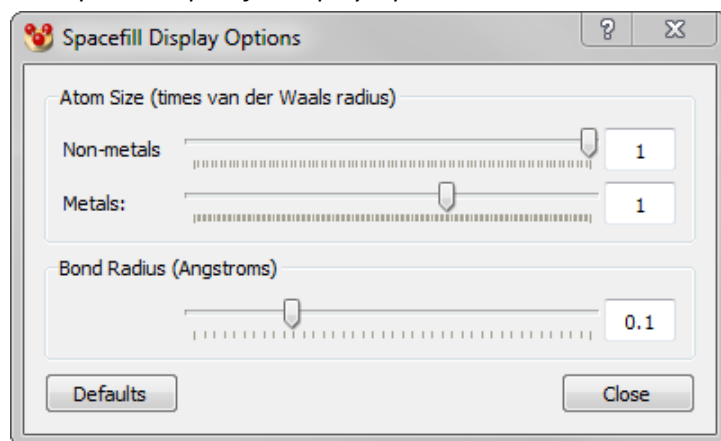 Spacefill Display Options
Atom Size (times van der Waals radius)
Non-metals 1
Metals: 1
Bond Radius (Angstroms)
0.1
Defaults Close